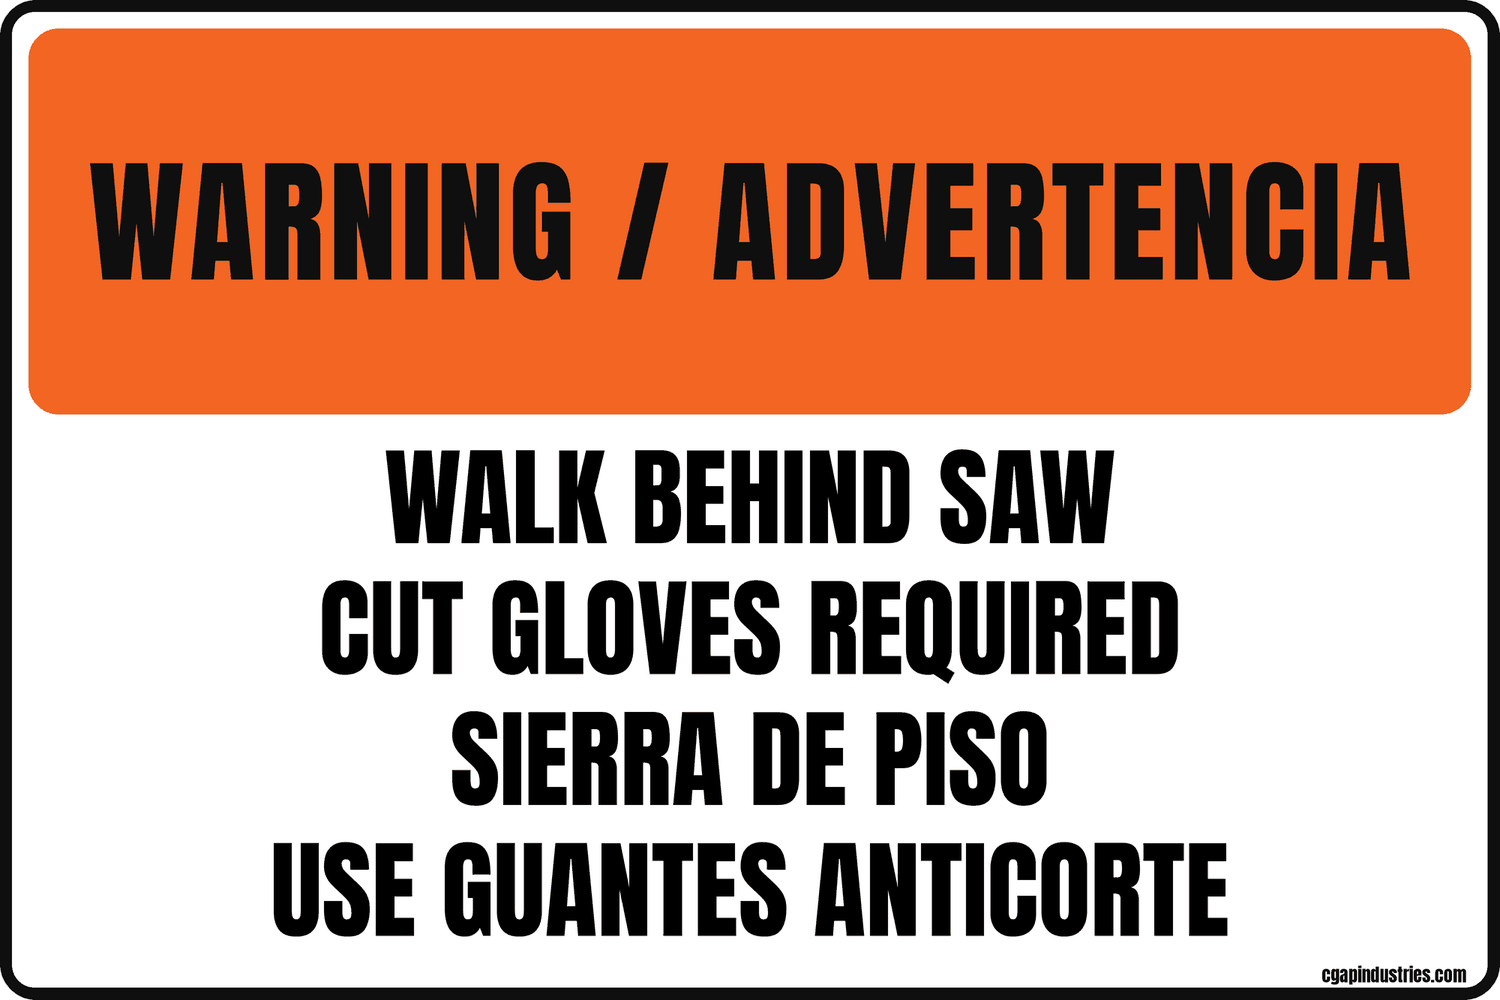 WARNING / ADVERTENCIA
WALK BEHIND SAW
CUT GLOVES REQUIRED
SIERRA DE PISO
USE GUANTES ANTICORTE
cgapindustries.com